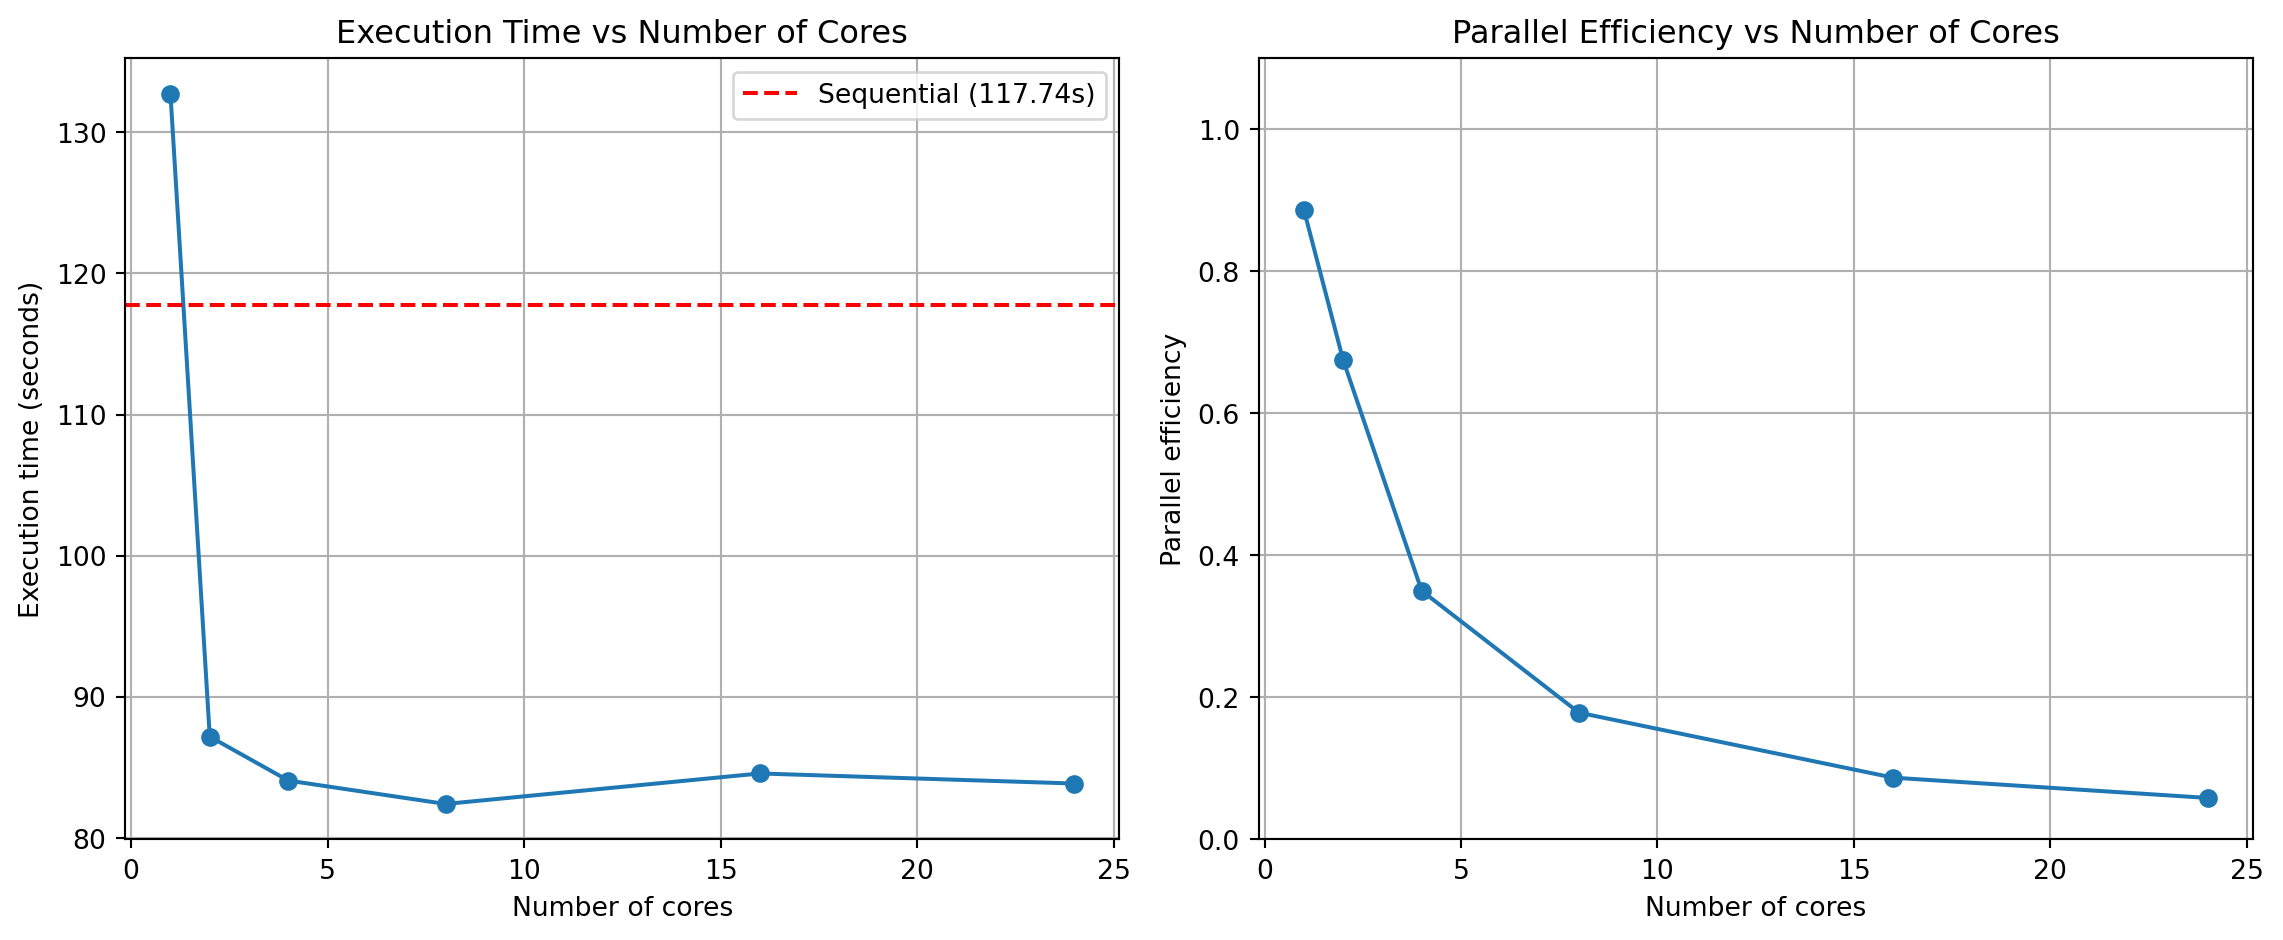 Execution Time vs Number of Cores
Sequential (117.74s)
Execution time (seconds)
130
120
110
100
90
80
0 5 10 15 20 25
Number of cores
Parallel Efficiency vs Number of Cores
Parallel efficiency
1.0
0.8
0.6
0.4
0.2
0.0
0 5 10 15 20 25
Number of cores